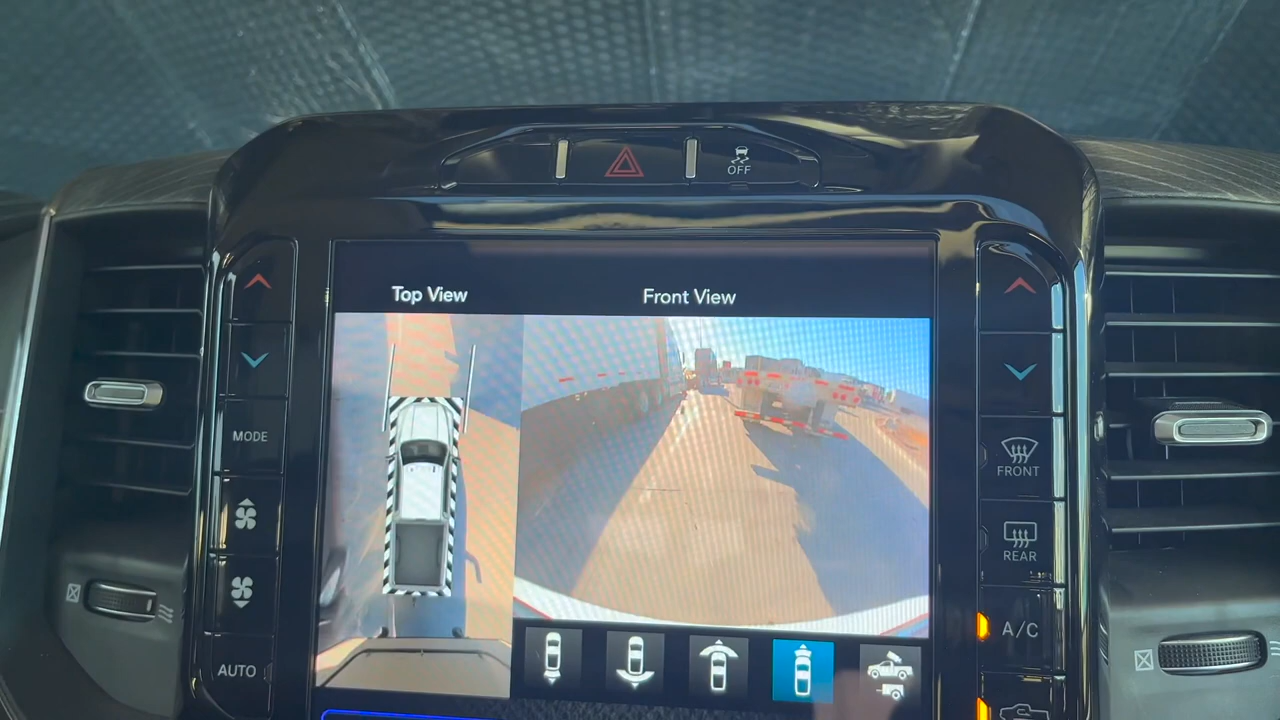 OFF
Top View
Front View
MODE
FRONT
REAR
A/C
AUTO